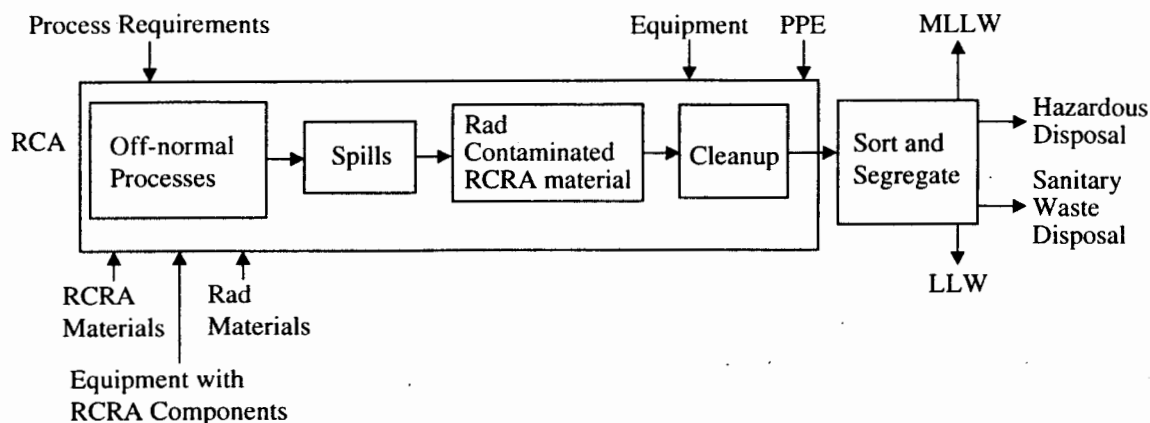 Process Requirements
Equipment
PPE
MLLW
RCA
Off-normal
Processes
Spills
Rad
Contaminated
RCRA material
Cleanup
Sort and
Segregate
Hazardous
Disposal
Sanitary
Waste
Disposal
LLW
RCRA
Materials
Rad
Materials
Equipment with
RCRA Components